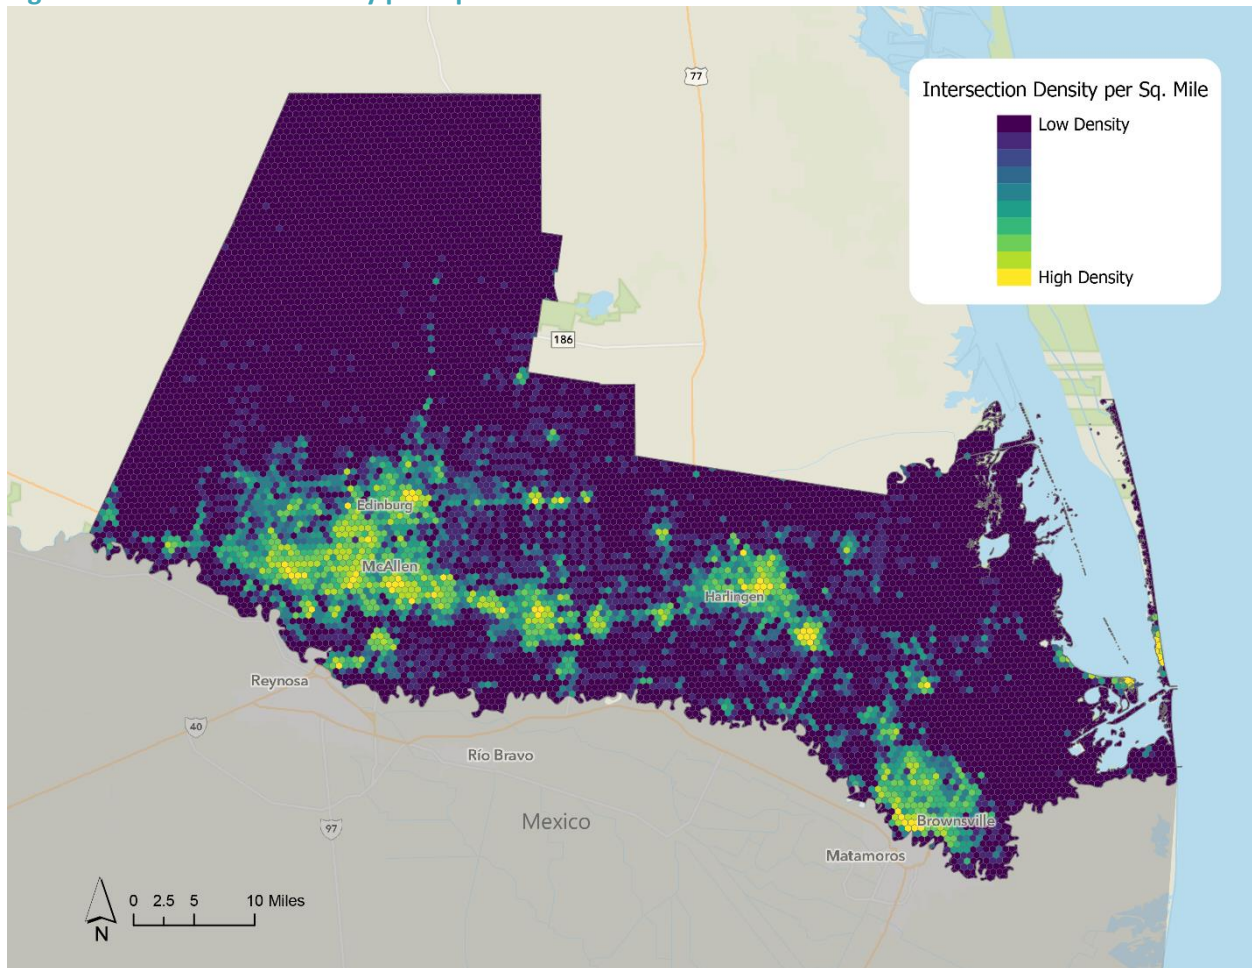 77
Intersection Density per Sq. Mile
Low Density
High Density
186
Edinburg
McAllen
Harlingen
Reynosa
40
Río Bravo
97
Mexico
Brownsville
Matamoros
0 2.5 5 10 Miles
N